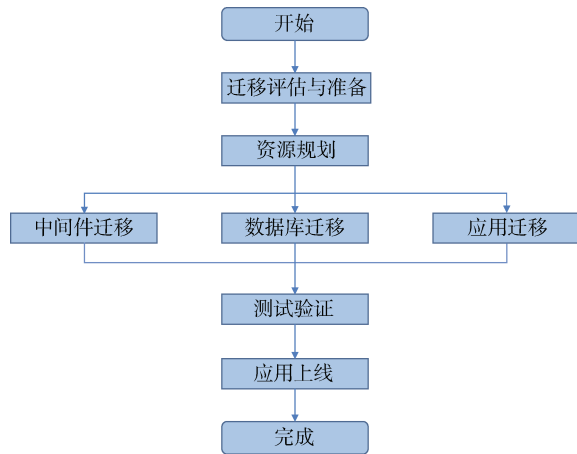 开始
迁移评估与准备
资源规划
中间件迁移
数据库迁移
应用迁移
测试验证
应用上线
完成